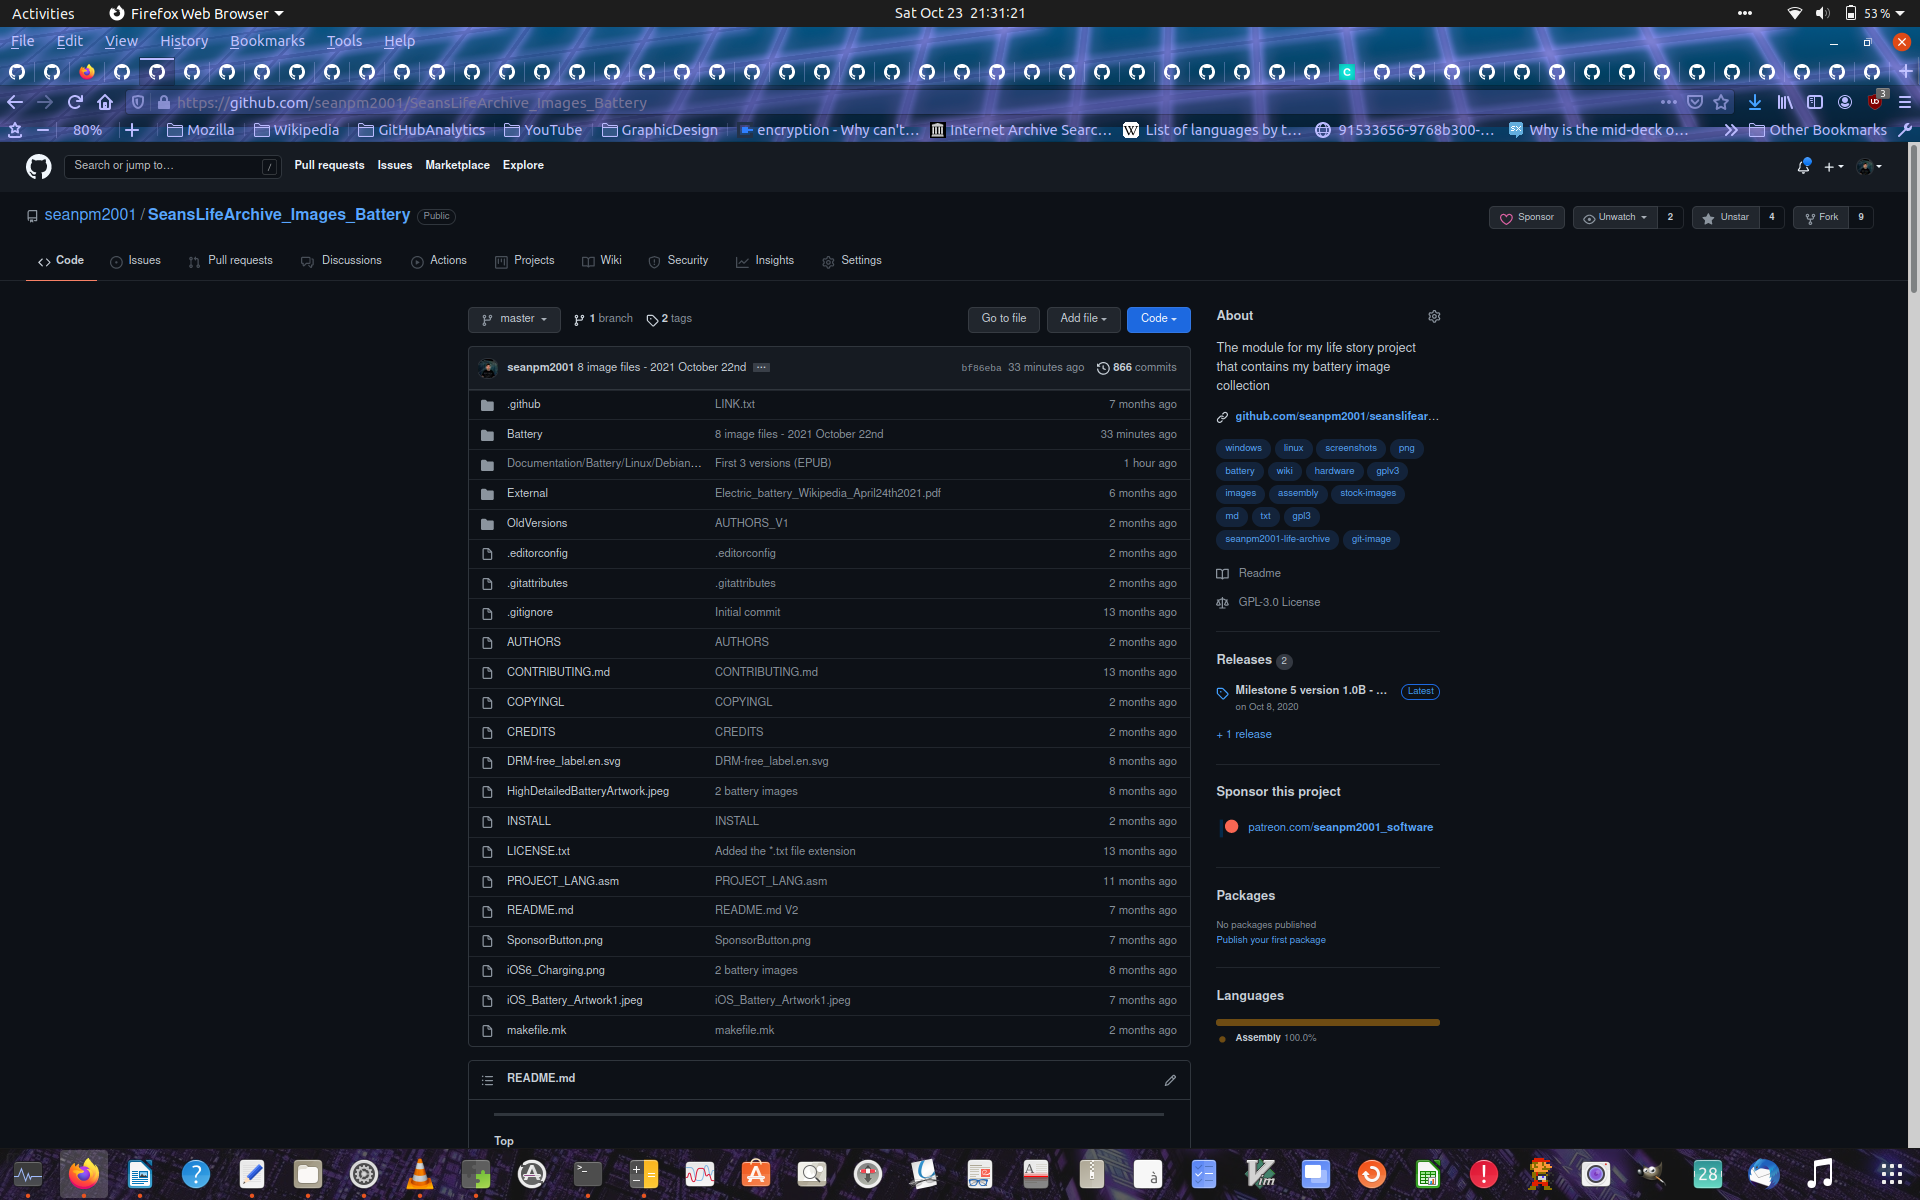 Activities Firefox Web Browser Sat Oct 23 21:31:21 53 %
File Edit View History Bookmarks Tools Help
https://github.com/seanpm2001/SeansLifeArchive_Images_Battery 3
80% Mozilla Wikipedia GitHubAnalytics YouTube GraphicDesign encryption - Why can't… Internet Archive Searc… List of languages by t… 91533656-9768b300-… Why is the mid-deck o… Other Bookmarks
Search or jump to… / Pull requests Issues Marketplace Explore
seanpm2001 / SeansLifeArchive_Images_Battery Public Sponsor Unwatch 2 Unstar 4 Fork 9
Code Issues Pull requests Discussions Actions Projects Wiki Security Insights Settings
master 1 branch 2 tags Go to file Add file Code
seanpm2001 8 image files - 2021 October 22nd bf86eba 33 minutes ago 866 commits
.github LINK.txt 7 months ago
Battery 8 image files - 2021 October 22nd 33 minutes ago
Documentation/Battery/Linux/Debian… First 3 versions (EPUB) 1 hour ago
External Electric_battery_Wikipedia_April24th2021.pdf 6 months ago
OldVersions AUTHORS_V1 2 months ago
.editorconfig .editorconfig 2 months ago
.gitattributes .gitattributes 2 months ago
.gitignore Initial commit 13 months ago
AUTHORS AUTHORS 2 months ago
CONTRIBUTING.md CONTRIBUTING.md 13 months ago
COPYINGL COPYINGL 2 months ago
CREDITS CREDITS 2 months ago
DRM-free_label.en.svg DRM-free_label.en.svg 8 months ago
HighDetailedBatteryArtwork.jpeg 2 battery images 8 months ago
INSTALL INSTALL 2 months ago
LICENSE.txt Added the *.txt file extension 13 months ago
PROJECT_LANG.asm PROJECT_LANG.asm 11 months ago
README.md README.md V2 7 months ago
SponsorButton.png SponsorButton.png 7 months ago
iOS6_Charging.png 2 battery images 8 months ago
iOS_Battery_Artwork1.jpeg iOS_Battery_Artwork1.jpeg 7 months ago
makefile.mk makefile.mk 2 months ago
README.md
Top
About
The module for my life story project
that contains my battery image
collection
github.com/seanpm2001/seanslifear…
windows linux screenshots png
battery wiki hardware gplv3
images assembly stock-images
md txt gpl3
seanpm2001-life-archive git-image
Readme
GPL-3.0 License
Releases 2
Milestone 5 version 1.0B - … Latest
on Oct 8, 2020
+ 1 release
Sponsor this project
patreon.com/seanpm2001_software
Packages
No packages published
Publish your first package
Languages
Assembly 100.0%
28